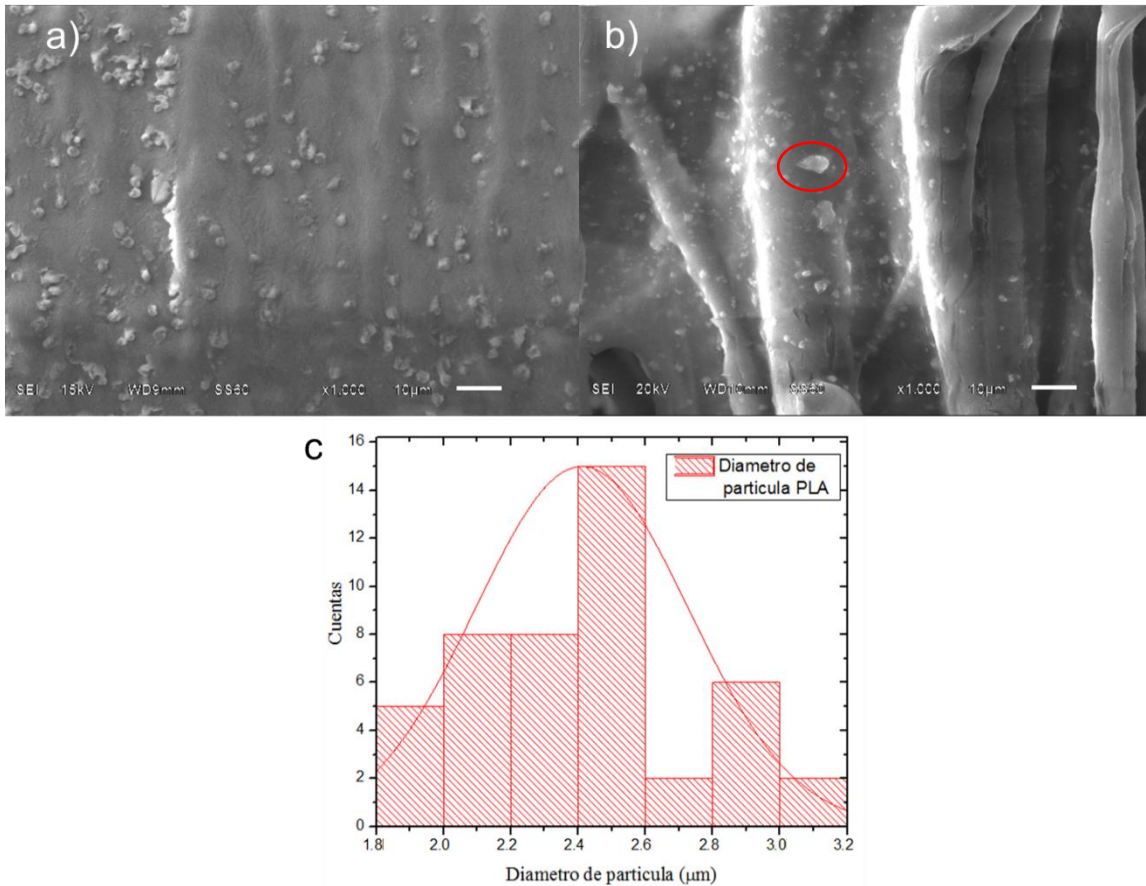 a)
SEI 15kV WD9mm SS60 x1.000 10µm
b)
SEI 20kV WD10mm SS60 x1.000 10µm
c
Diametro de
particula PLA
Cuentas
16
14
12
10
8
6
4
2
0
1.8 2.0 2.2 2.4 2.6 2.8 3.0 3.2
Diametro de particula (µm)